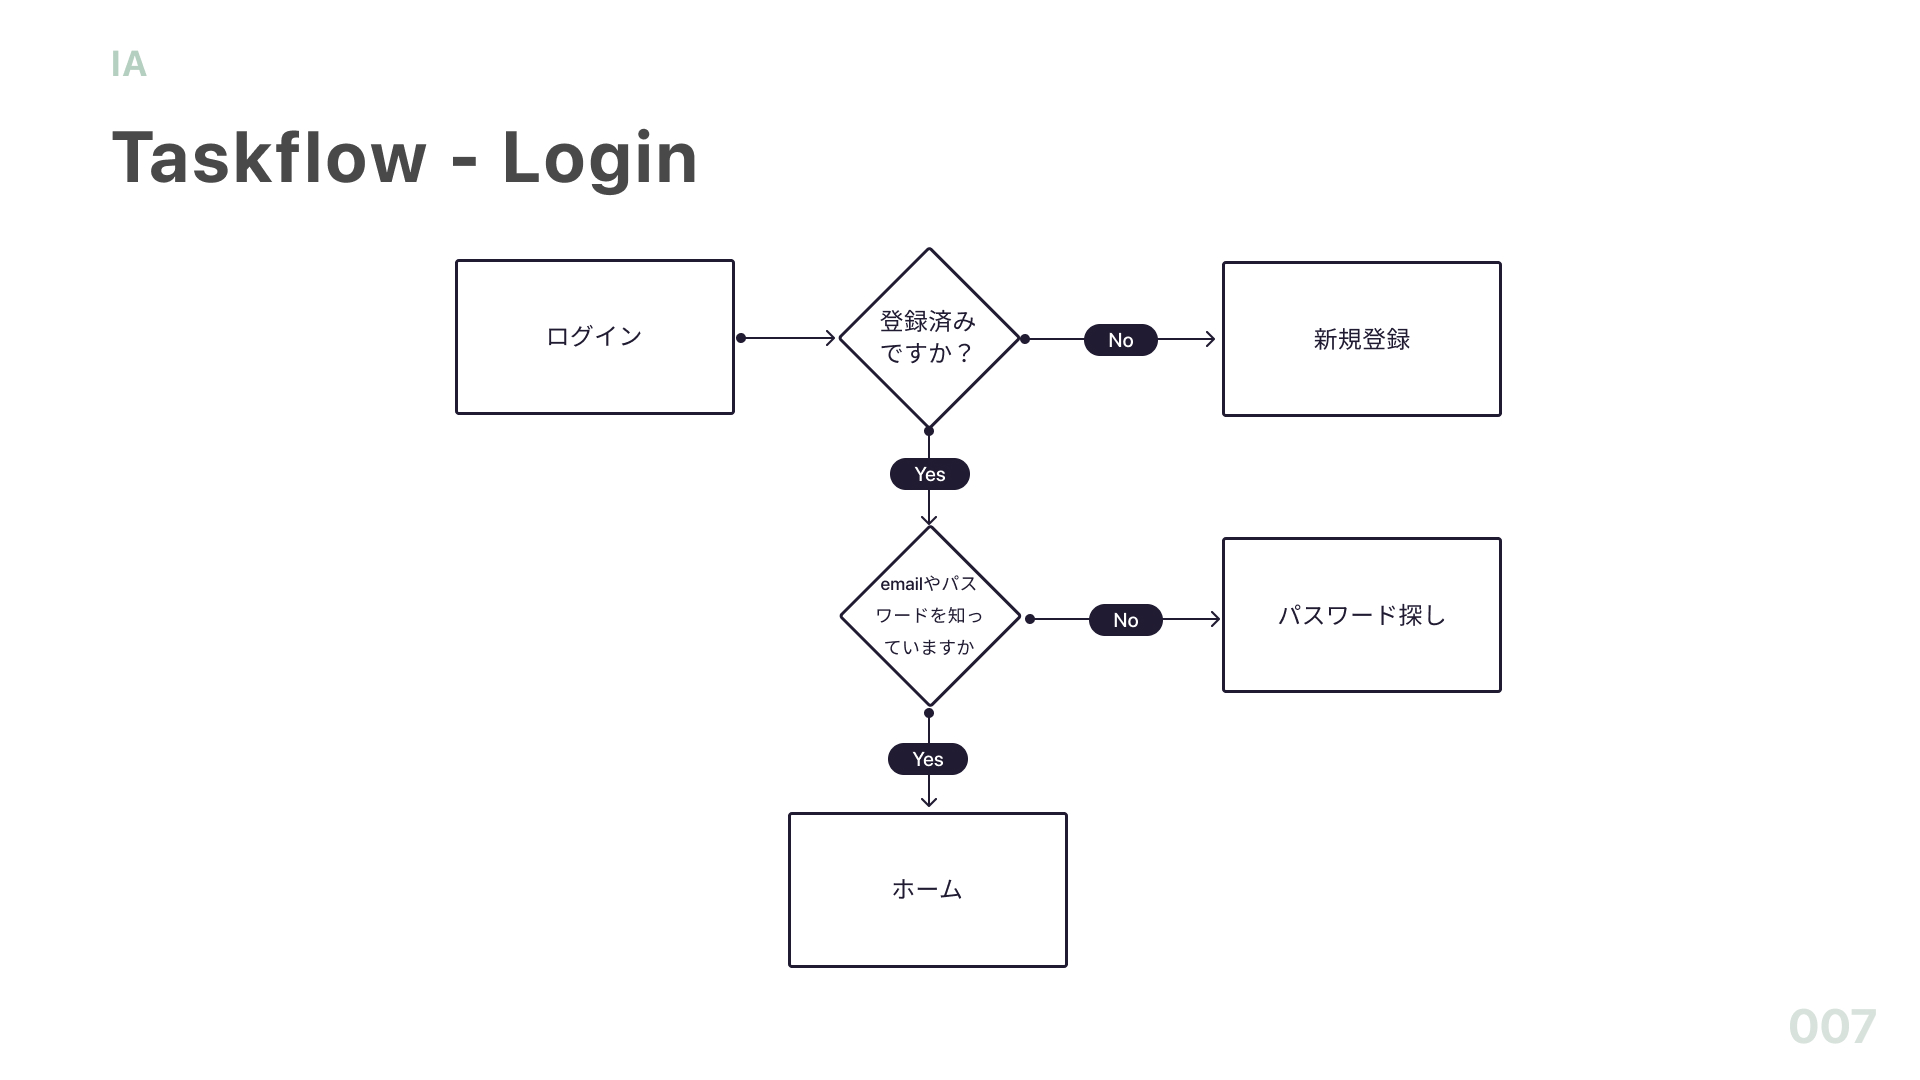 IA
Taskflow - Login
ログイン
登録済み
ですか？
No
新規登録
Yes
emailやパス
ワードを知っ
ていますか
No
パスワード探し
Yes
ホーム
007